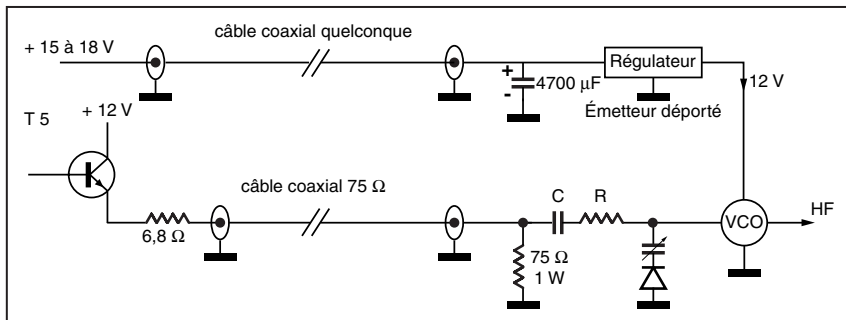 câble coaxial quelconque
+ 15 à 18 V
+
-
4700 µF
Régulateur
12 V
Émetteur déporté
+ 12 V
T 5
câble coaxial 75 Ω
6,8 Ω
C
R
75 Ω
1 W
VCO
HF